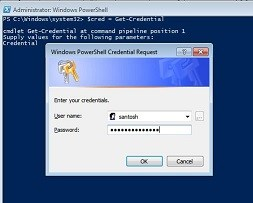 Administrator: Windows PowerShell
PS C:\Windows\system32> $cred = Get-Credential
cmdlet Get-Credential at command pipeline position 1
Supply values for the following parameters:
Credential
Windows PowerShell Credential Request
Enter your credentials.
User name:
santosh
Password:
••••••••••••••
OK
Cancel